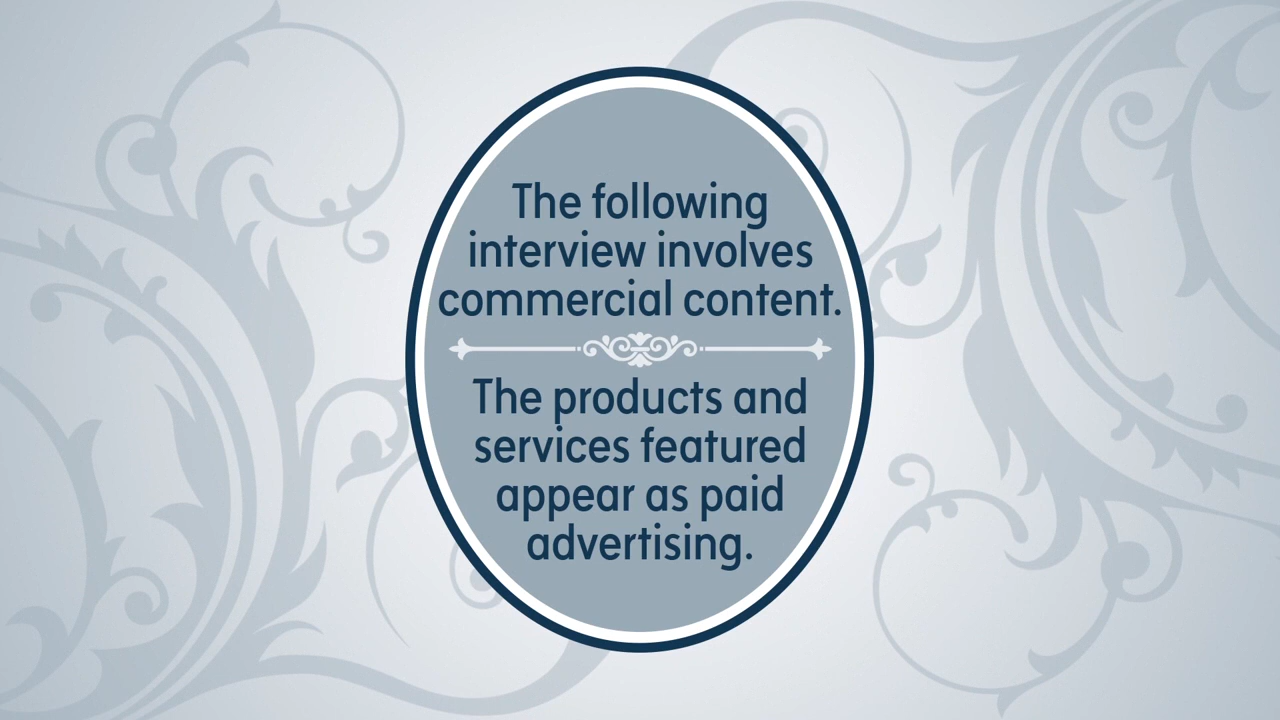 The following
interview involves
commercial content.
The products and
services featured
appear as paid
advertising.